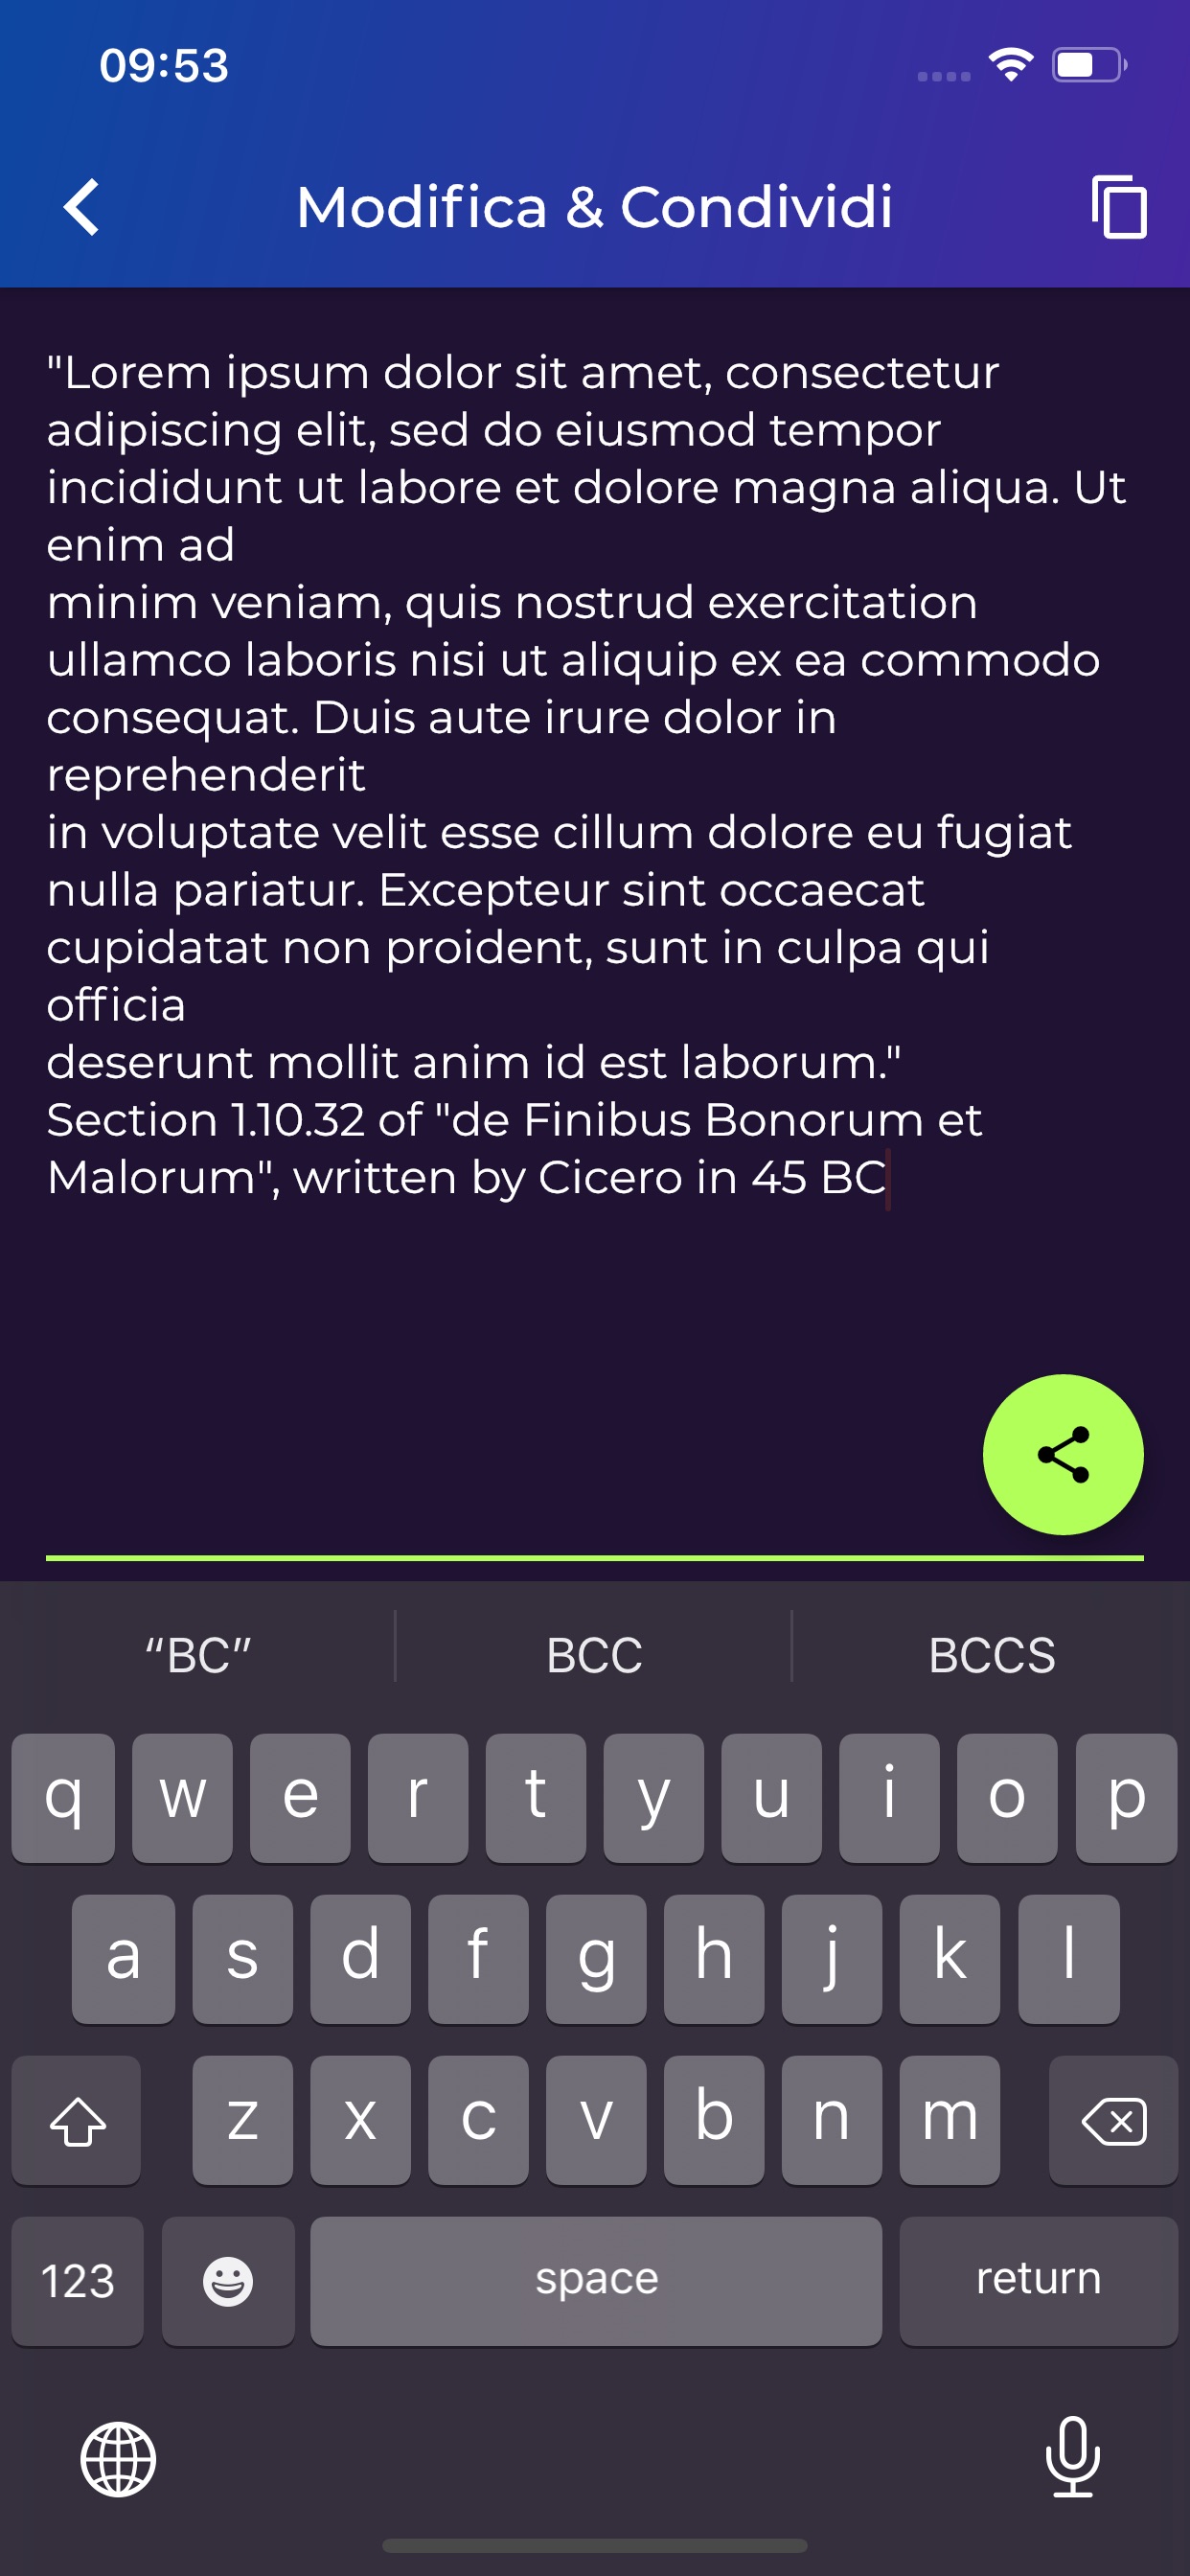 09:53
Modifica & Condividi
"Lorem ipsum dolor sit amet, consectetur
adipiscing elit, sed do eiusmod tempor
incididunt ut labore et dolore magna aliqua. Ut
enim ad
minim veniam, quis nostrud exercitation
ullamco laboris nisi ut aliquip ex ea commodo
consequat. Duis aute irure dolor in
reprehenderit
in voluptate velit esse cillum dolore eu fugiat
nulla pariatur. Excepteur sint occaecat
cupidatat non proident, sunt in culpa qui
officia
deserunt mollit anim id est laborum."
Section 1.10.32 of "de Finibus Bonorum et
Malorum", written by Cicero in 45 BC
“BC” BCC BCCS
q w e r t y u i o p
a s d f g h j k l
z x c v b n m
123 space return